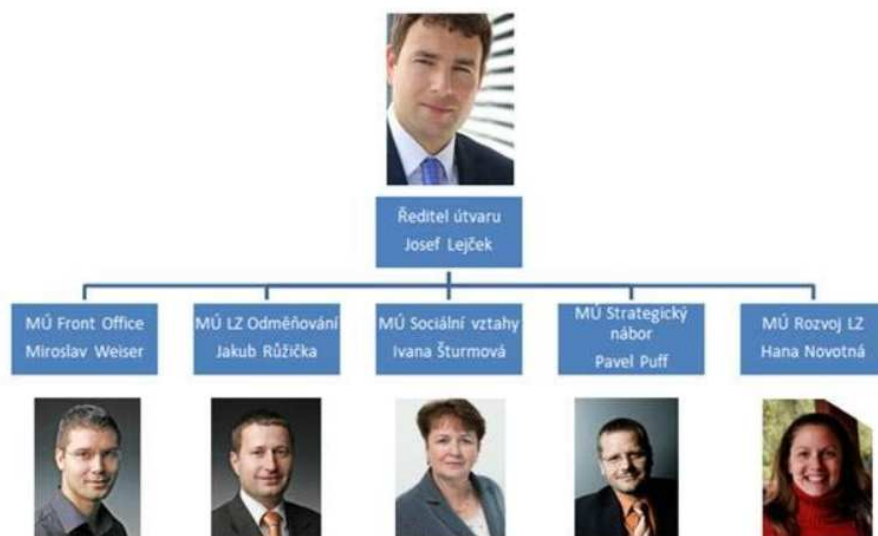 Ředitel útvaru
Josef Lejček
MÚ Front Office
Miroslav Weiser
MÚ LZ Odměňování
Jakub Růžička
MÚ Sociální vztahy
Ivana Šturmová
MÚ Strategický
nábor
Pavel Puff
MÚ Rozvoj LZ
Hana Novotná